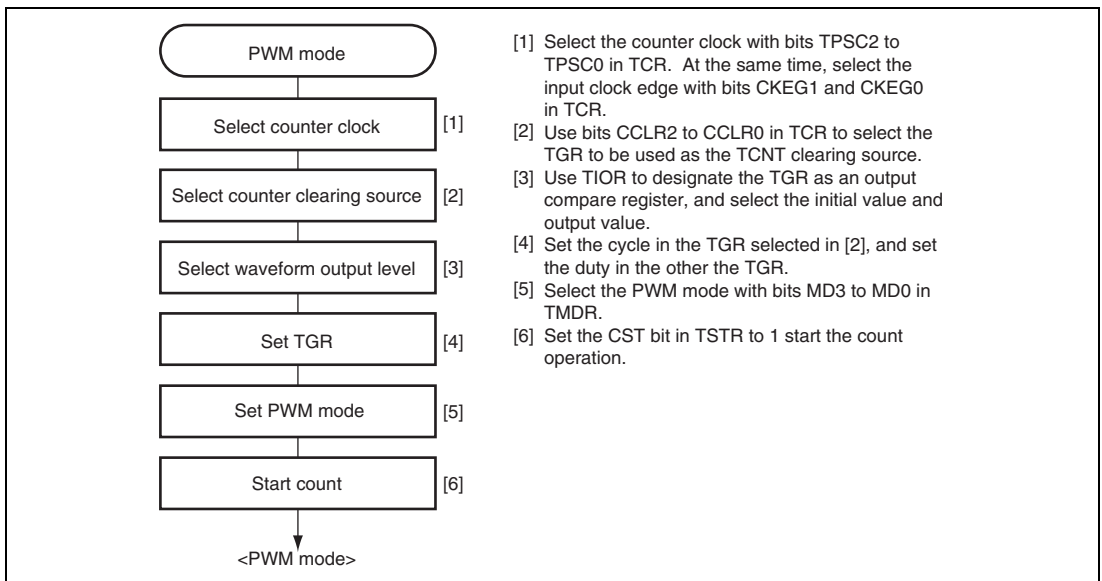 PWM mode
Select counter clock
[1]
Select counter clearing source
[2]
Select waveform output level
[3]
Set TGR
[4]
Set PWM mode
[5]
Start count
[6]
<PWM mode>
[1] Select the counter clock with bits TPSC2 to
TPSC0 in TCR. At the same time, select the
input clock edge with bits CKEG1 and CKEG0
in TCR.
[2] Use bits CCLR2 to CCLR0 in TCR to select the
TGR to be used as the TCNT clearing source.
[3] Use TIOR to designate the TGR as an output
compare register, and select the initial value and
output value.
[4] Set the cycle in the TGR selected in [2], and set
the duty in the other the TGR.
[5] Select the PWM mode with bits MD3 to MD0 in
TMDR.
[6] Set the CST bit in TSTR to 1 start the count
operation.